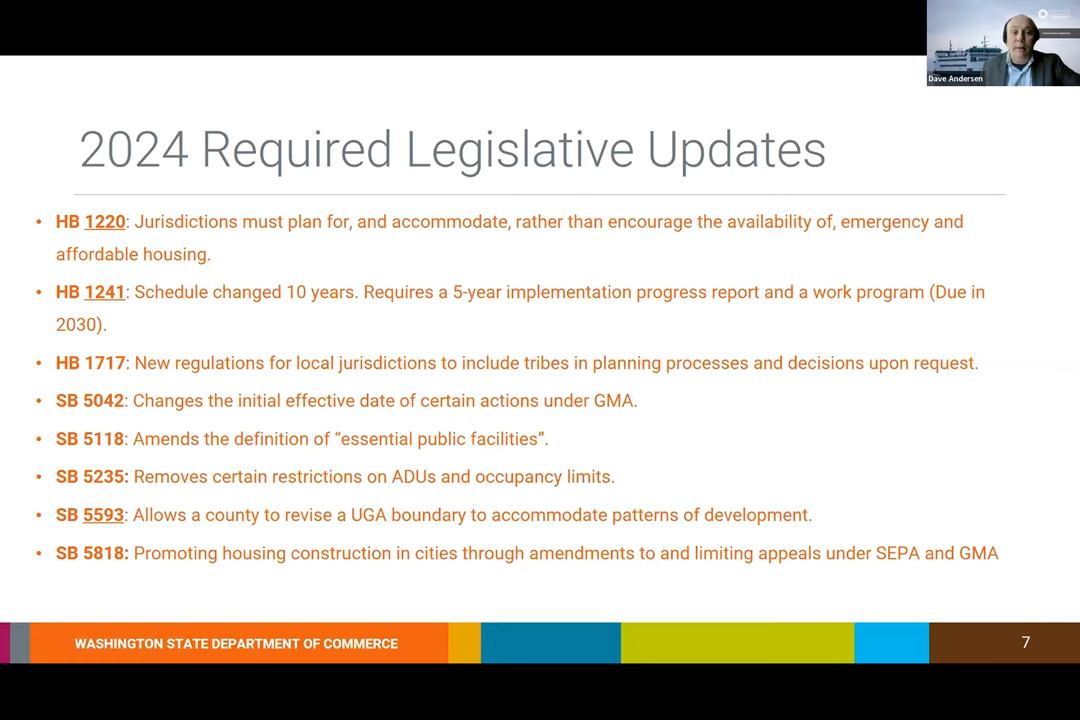 Dave Andersen
2024 Required Legislative Updates
• HB 1220: Jurisdictions must plan for, and accommodate, rather than encourage the availability of, emergency and
affordable housing.
• HB 1241: Schedule changed 10 years. Requires a 5-year implementation progress report and a work program (Due in
2030).
• HB 1717: New regulations for local jurisdictions to include tribes in planning processes and decisions upon request.
• SB 5042: Changes the initial effective date of certain actions under GMA.
• SB 5118: Amends the definition of “essential public facilities”.
• SB 5235: Removes certain restrictions on ADUs and occupancy limits.
• SB 5593: Allows a county to revise a UGA boundary to accommodate patterns of development.
• SB 5818: Promoting housing construction in cities through amendments to and limiting appeals under SEPA and GMA
WASHINGTON STATE DEPARTMENT OF COMMERCE
7